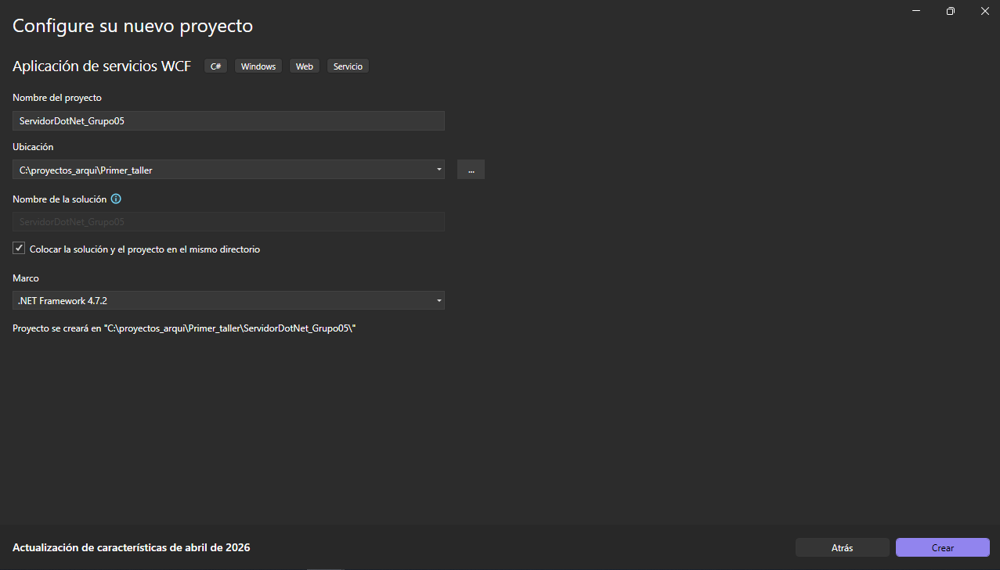 Configure su nuevo proyecto
Aplicación de servicios WCF C# Windows Web Servicio
Nombre del proyecto
ServidorDotNet_Grupo05
Ubicación
C:\proyectos_arqui\Primer_taller
...
Nombre de la solución
ServidorDotNet_Grupo05
Colocar la solución y el proyecto en el mismo directorio
Marco
.NET Framework 4.7.2
Proyecto se creará en "C:\proyectos_arqui\Primer_taller\ServidorDotNet_Grupo05\"
Actualización de características de abril de 2026
Atrás
Crear